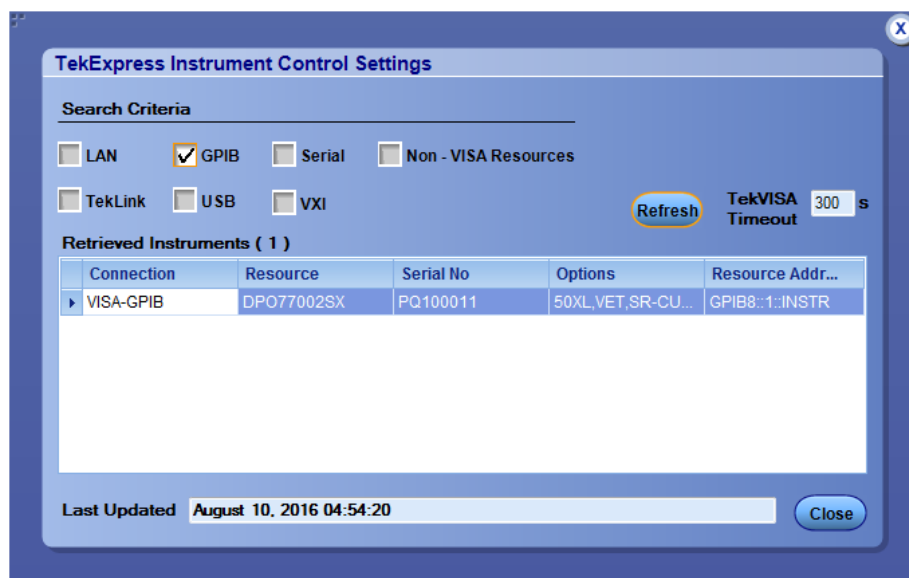 X
TekExpress Instrument Control Settings
Search Criteria
LAN GPIB Serial Non - VISA Resources
TekLink USB VXI
Refresh
TekVISA
Timeout
300 s
Retrieved Instruments ( 1 )
Connection Resource Serial No Options Resource Addr...
VISA-GPIB DPO77002SX PQ100011 50XL,VET,SR-CU... GPIB8::1::INSTR
Last Updated August 10, 2016 04:54:20
Close